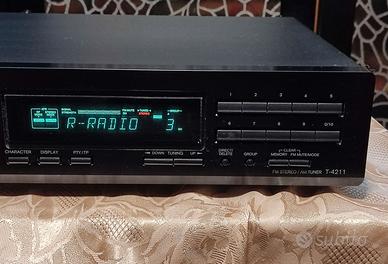 1 2 3 4 5
R-RADIO 3
6 7 8 9 0/10
CHARACTER DISPLAY PTY/TP DOWN TUNING UP
DIRECT/
DELETE GROUP
CLEAR
MEMORY FM MUTE/MODE
FM STEREO / AM TUNER T-4211
subito